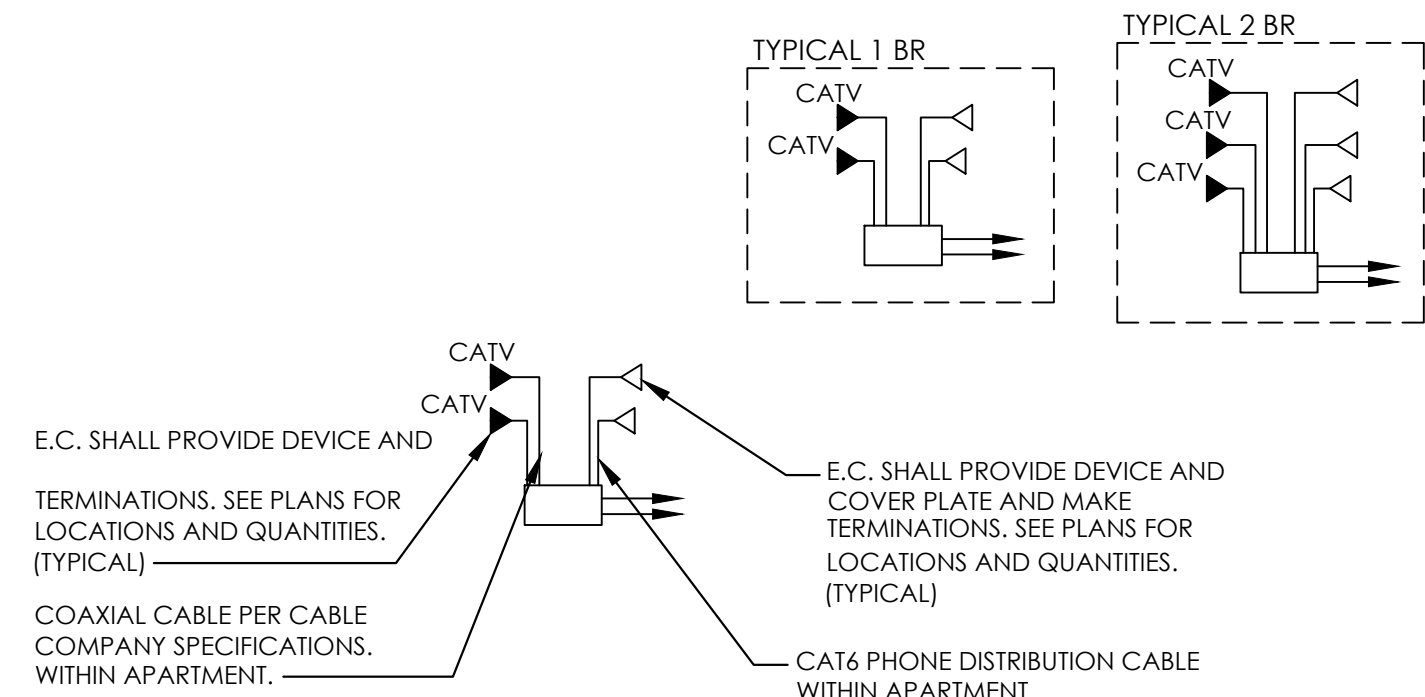 TYPICAL 2 BR
TYPICAL 1 BR
CATV
CATV
CATV
CATV
CATV
CATV
CATV
E.C. SHALL PROVIDE DEVICE AND
TERMINATIONS. SEE PLANS FOR
LOCATIONS AND QUANTITIES.
(TYPICAL)
COAXIAL CABLE PER CABLE
COMPANY SPECIFICATIONS.
WITHIN APARTMENT.
E.C. SHALL PROVIDE DEVICE AND
COVER PLATE AND MAKE
TERMINATIONS. SEE PLANS FOR
LOCATIONS AND QUANTITIES.
(TYPICAL)
CAT6 PHONE DISTRIBUTION CABLE
WITHIN APARTMENT